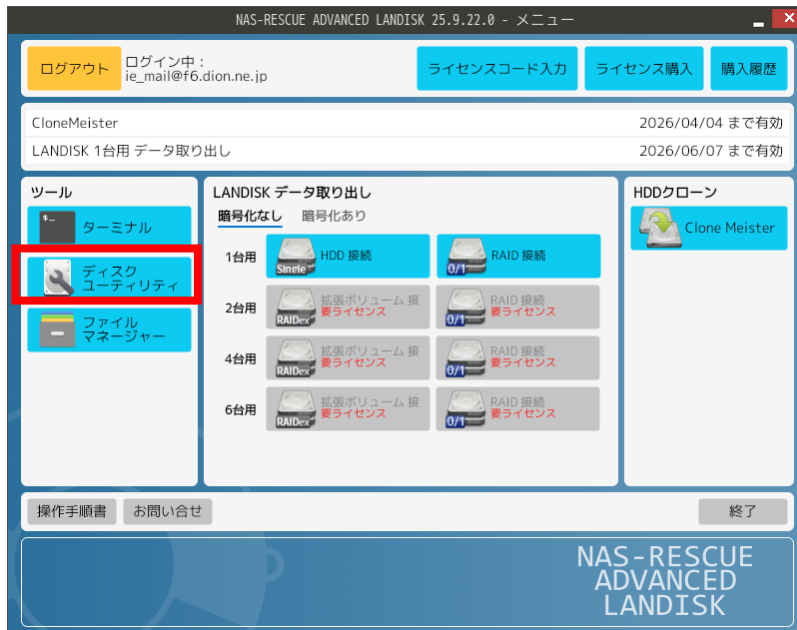 NAS-RESCUE ADVANCED LANDISK 25.9.22.0 - メニュー
ログアウト
ログイン中 :
ie_mail@f6.dion.ne.jp
ライセンスコード入力
ライセンス購入
購入履歴
CloneMeister
2026/04/04 まで有効
LANDISK 1台用 データ取り出し
2026/06/07 まで有効
ツール
ターミナル
ディスク
ユーティリティ
ファイル
マネージャー
LANDISK データ取り出し
暗号化なし 暗号化あり
1台用
Single
HDD 接続
0/1
RAID 接続
2台用
RAIDex
拡張ボリューム 接
要ライセンス
0/1
RAID 接続
要ライセンス
4台用
RAIDex
拡張ボリューム 接
要ライセンス
0/1
RAID 接続
要ライセンス
6台用
RAIDex
拡張ボリューム 接
要ライセンス
0/1
RAID 接続
要ライセンス
HDDクローン
Clone Meister
操作手順書
お問い合せ
終了
NAS-RESCUE
ADVANCED
LANDISK